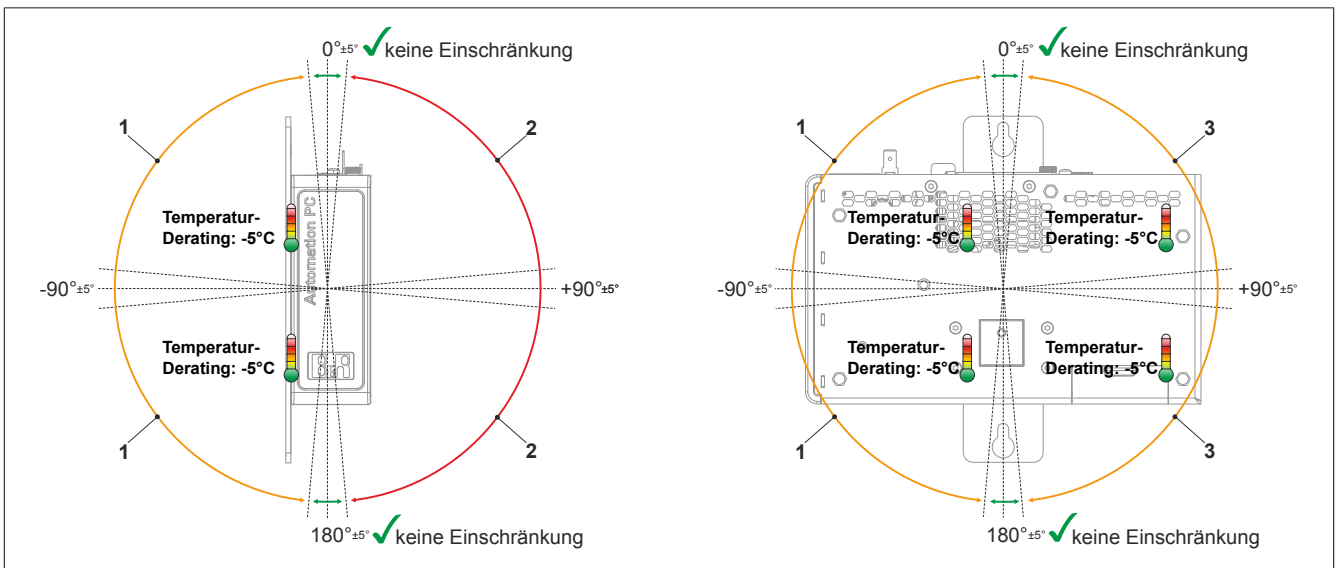 0°±5° keine Einschränkung
1
2
Temperatur-
Derating: -5°C
Automation PC
-90°±5°
+90°±5°
Temperatur-
Derating: -5°C
1
2
180°±5° keine Einschränkung
0°±5° keine Einschränkung
1
3
Temperatur-
Derating: -5°C
Temperatur-
Derating: -5°C
-90°±5°
+90°±5°
Temperatur-
Derating: -5°C
Temperatur-
Derating: -5°C
1
3
180°±5° keine Einschränkung